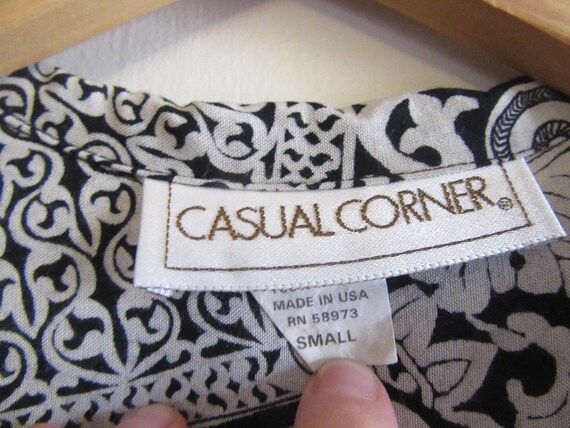 CASUAL CORNER®
MADE IN USA
RN 58973
SMALL